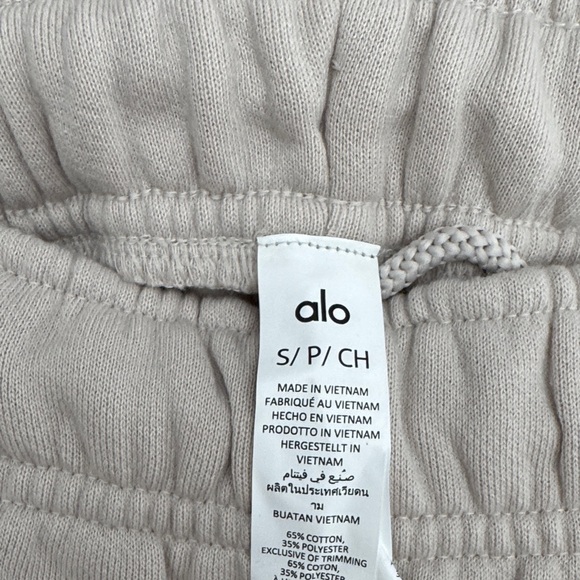 alo
S/ P/ CH
MADE IN VIETNAM
FABRIQUÉ AU VIETNAM
HECHO EN VIETNAM
PRODOTTO IN VIETNAM
HERGESTELLT IN
VIETNAM
صُنِع في فيتنام
ผลิตในประเทศเวียดน
าม
BUATAN VIETNAM
65% COTTON,
35% POLYESTER
EXCLUSIVE OF TRIMMING
65% COTON,
35% POLYESTER